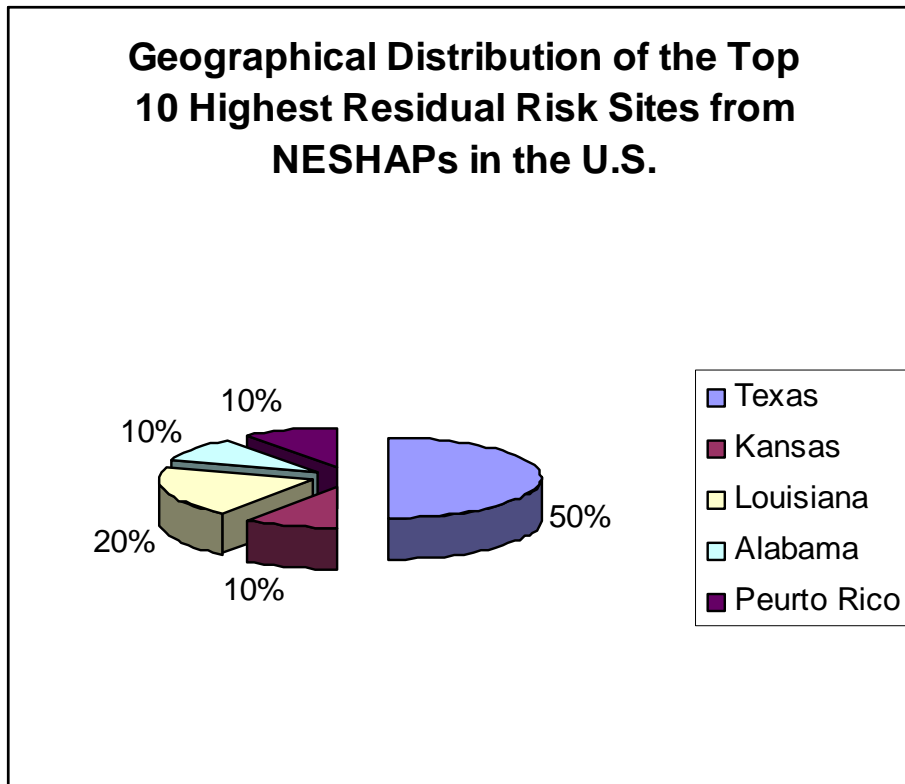 Geographical Distribution of the Top
10 Highest Residual Risk Sites from
NESHAPs in the U.S.
10%
10%
20%
10%
50%
Texas
Kansas
Louisiana
Alabama
Peurto Rico